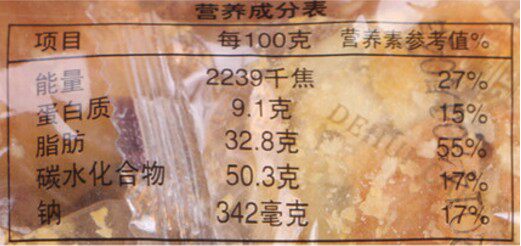 营养成分表
项目 每100克 营养素参考值%
能量 2239千焦 27%
蛋白质 9.1克 15%
脂肪 32.8克 55%
碳水化合物 50.3克 17%
钠 342毫克 17%